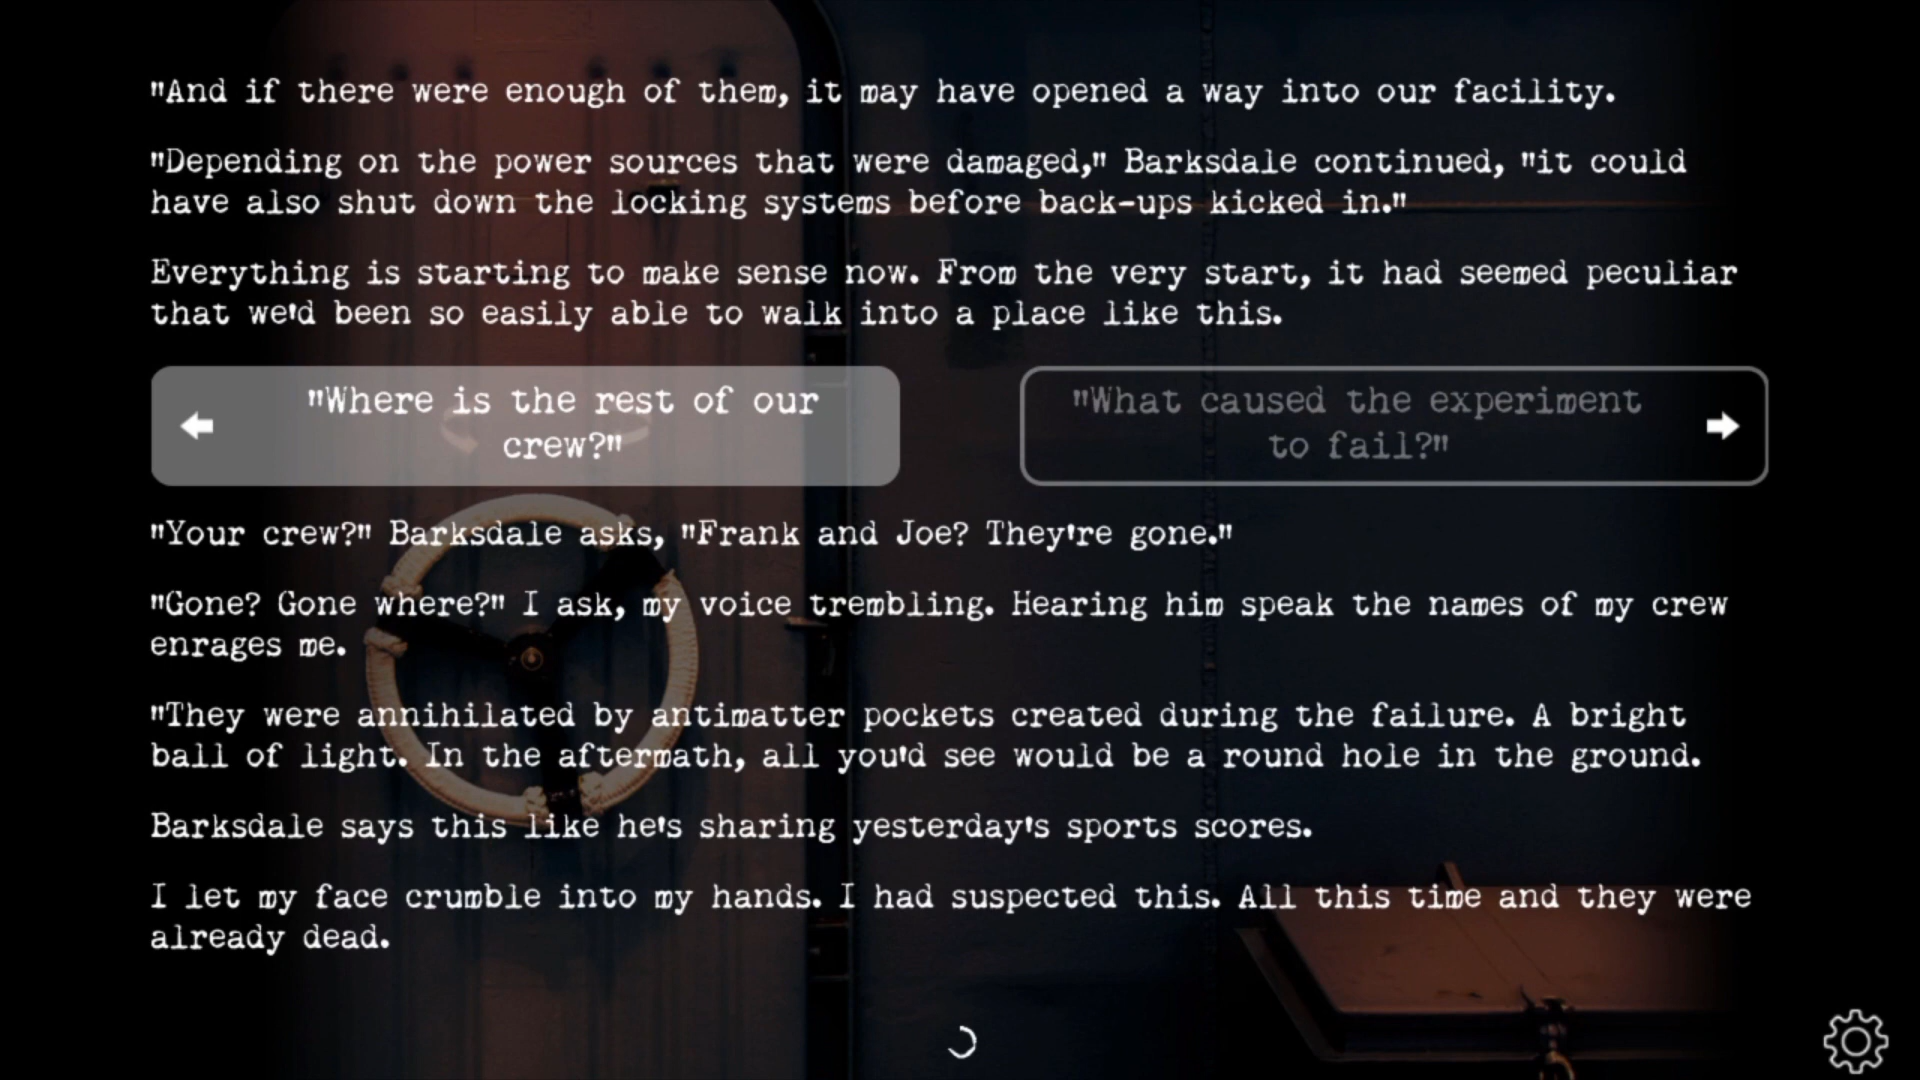 "And if there were enough of them, it may have opened a way into our facility.
"Depending on the power sources that were damaged," Barksdale continued, "it could
have also shut down the locking systems before back-ups kicked in."
Everything is starting to make sense now. From the very start, it had seemed peculiar
that we'd been so easily able to walk into a place like this.
"Where is the rest of our
crew?"
"What caused the experiment
to fail?"
"Your crew?" Barksdale asks, "Frank and Joe? They're gone."
"Gone? Gone where?" I ask, my voice trembling. Hearing him speak the names of my crew
enrages me.
"They were annihilated by antimatter pockets created during the failure. A bright
ball of light. In the aftermath, all you'd see would be a round hole in the ground.
Barksdale says this like he's sharing yesterday's sports scores.
I let my face crumble into my hands. I had suspected this. All this time and they were
already dead.